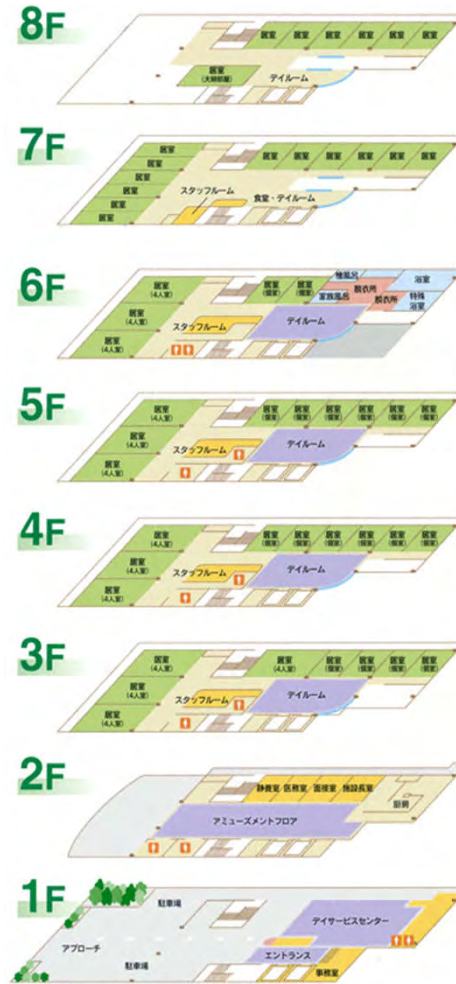 8F
居室 居室 居室 居室 居室 居室
居室
デイルーム
7F
居室 居室 居室 居室 居室 居室 居室
居室
居室
居室
居室
居室
スタッフルーム
食堂・デイルーム
6F
居室
(4人室)
居室
(個室)
居室
(個室)
浴室
脱衣所
家族風呂
脱衣所
特殊
浴室
居室
(4人室)
スタッフルーム
デイルーム
居室
(4人室)
5F
居室
(4人室)
居室 居室 居室 居室 居室 居室
(個室) (個室) (個室) (個室) (個室) (個室)
居室
(4人室)
スタッフルーム
デイルーム
居室
(4人室)
4F
居室
(4人室)
居室 居室 居室 居室 居室 居室
(個室) (個室) (個室) (個室) (個室) (個室)
居室
(4人室)
スタッフルーム
デイルーム
居室
(4人室)
3F
居室
(4人室)
居室 居室 居室 居室 居室
(4人室) (個室) (個室) (個室) (個室)
居室
(4人室)
スタッフルーム
デイルーム
居室
(4人室)
2F
静養室 医務室 面接室 施設長室
厨房
アミューズメントフロア
1F
駐車場
デイサービスセンター
アプローチ
エントランス
駐車場
事務室